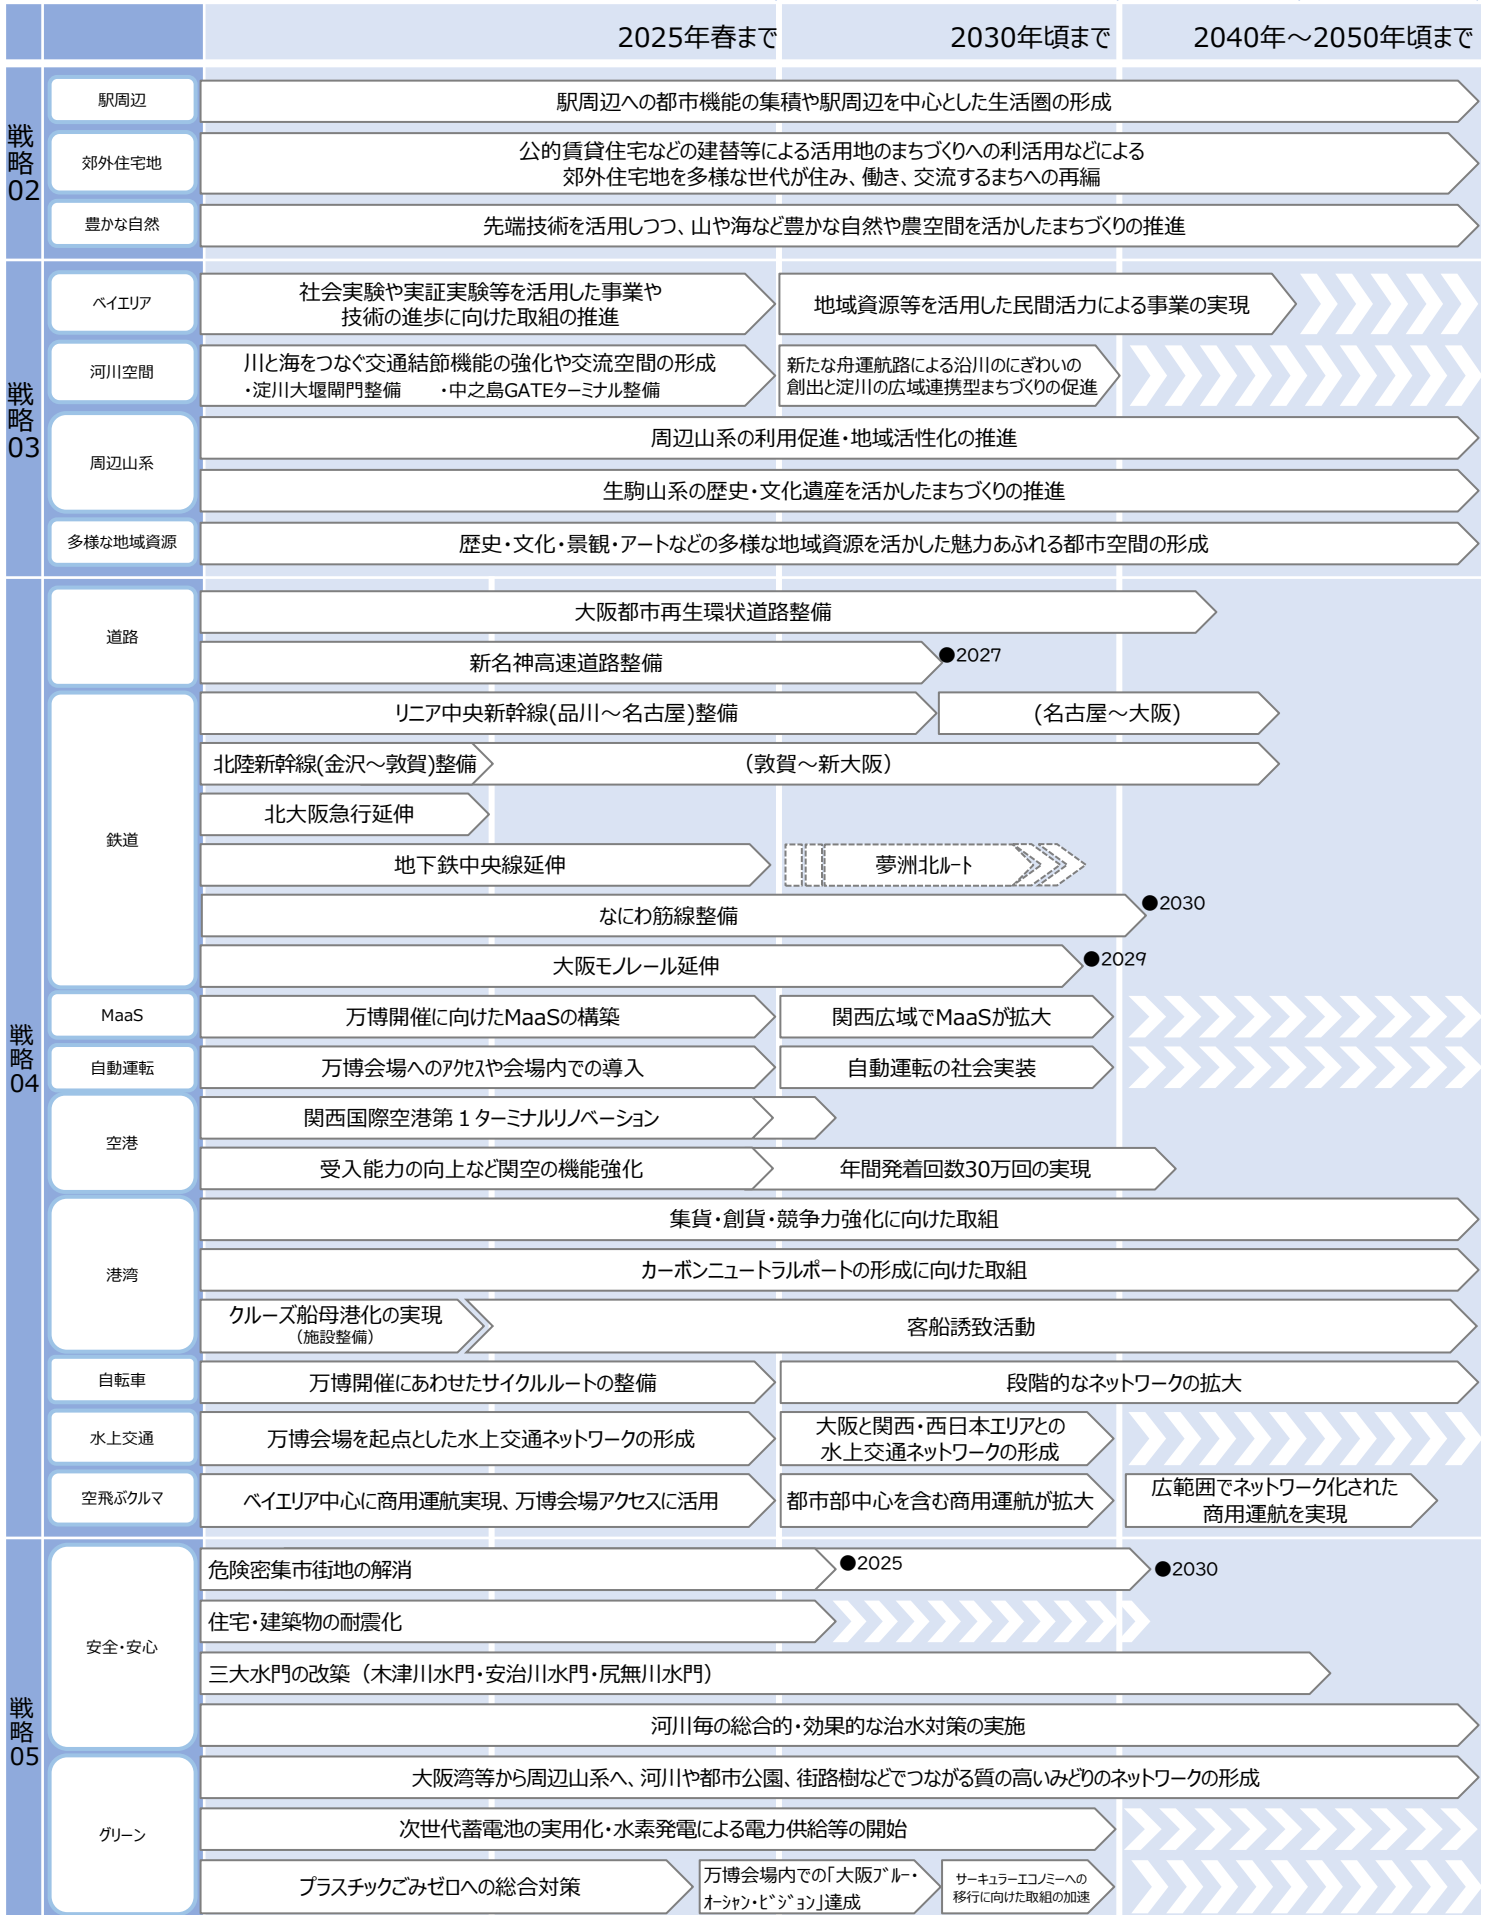 2025年春まで
2030年頃まで
2040年～2050年頃まで
戦略02
駅周辺
駅周辺への都市機能の集積や駅周辺を中心とした生活圏の形成
郊外住宅地
公的賃貸住宅などの建替等による活用地のまちづくりへの利活用などによる
郊外住宅地を多様な世代が住み、働き、交流するまちへの再編
豊かな自然
先端技術を活用しつつ、山や海など豊かな自然や農空間を活かしたまちづくりの推進
戦略03
ベイエリア
社会実験や実証実験等を活用した事業や
技術の進歩に向けた取組の推進
地域資源等を活用した民間活力による事業の実現
河川空間
川と海をつなぐ交通結節機能の強化や交流空間の形成
・淀川大堰閘門整備　・中之島GATEターミナル整備
新たな舟運航路による沿川のにぎわいの
創出と淀川の広域連携型まちづくりの促進
周辺山系
周辺山系の利用促進・地域活性化の推進
生駒山系の歴史・文化遺産を活かしたまちづくりの推進
多様な地域資源
歴史・文化・景観・アートなどの多様な地域資源を活かした魅力あふれる都市空間の形成
戦略04
道路
大阪都市再生環状道路整備
新名神高速道路整備
●2027
鉄道
リニア中央新幹線(品川～名古屋)整備
(名古屋～大阪)
北陸新幹線(金沢～敦賀)整備
（敦賀～新大阪）
北大阪急行延伸
地下鉄中央線延伸
夢洲北ルート
なにわ筋線整備
●2030
大阪モノレール延伸
●2029
MaaS
万博開催に向けたMaaSの構築
関西広域でMaaSが拡大
自動運転
万博会場へのアクセスや会場内での導入
自動運転の社会実装
空港
関西国際空港第１ターミナルリノベーション
受入能力の向上など関空の機能強化
年間発着回数30万回の実現
港湾
集貨・創貨・競争力強化に向けた取組
カーボンニュートラルポートの形成に向けた取組
クルーズ船母港化の実現
（施設整備）
客船誘致活動
自転車
万博開催にあわせたサイクルルートの整備
段階的なネットワークの拡大
水上交通
万博会場を起点とした水上交通ネットワークの形成
大阪と関西・西日本エリアとの
水上交通ネットワークの形成
空飛ぶクルマ
ベイエリア中心に商用運航実現、万博会場アクセスに活用
都市部中心を含む商用運航が拡大
広範囲でネットワーク化された
商用運航を実現
戦略05
安全・安心
危険密集市街地の解消
●2025
●2030
住宅・建築物の耐震化
三大水門の改築（木津川水門・安治川水門・尻無川水門）
河川毎の総合的・効果的な治水対策の実施
グリーン
大阪湾等から周辺山系へ、河川や都市公園、街路樹などでつながる質の高いみどりのネットワークの形成
次世代蓄電池の実用化・水素発電による電力供給等の開始
プラスチックごみゼロへの総合対策
万博会場内での「大阪ブルー・
オーシャン・ビジョン」達成
サーキュラーエコノミーへの
移行に向けた取組の加速